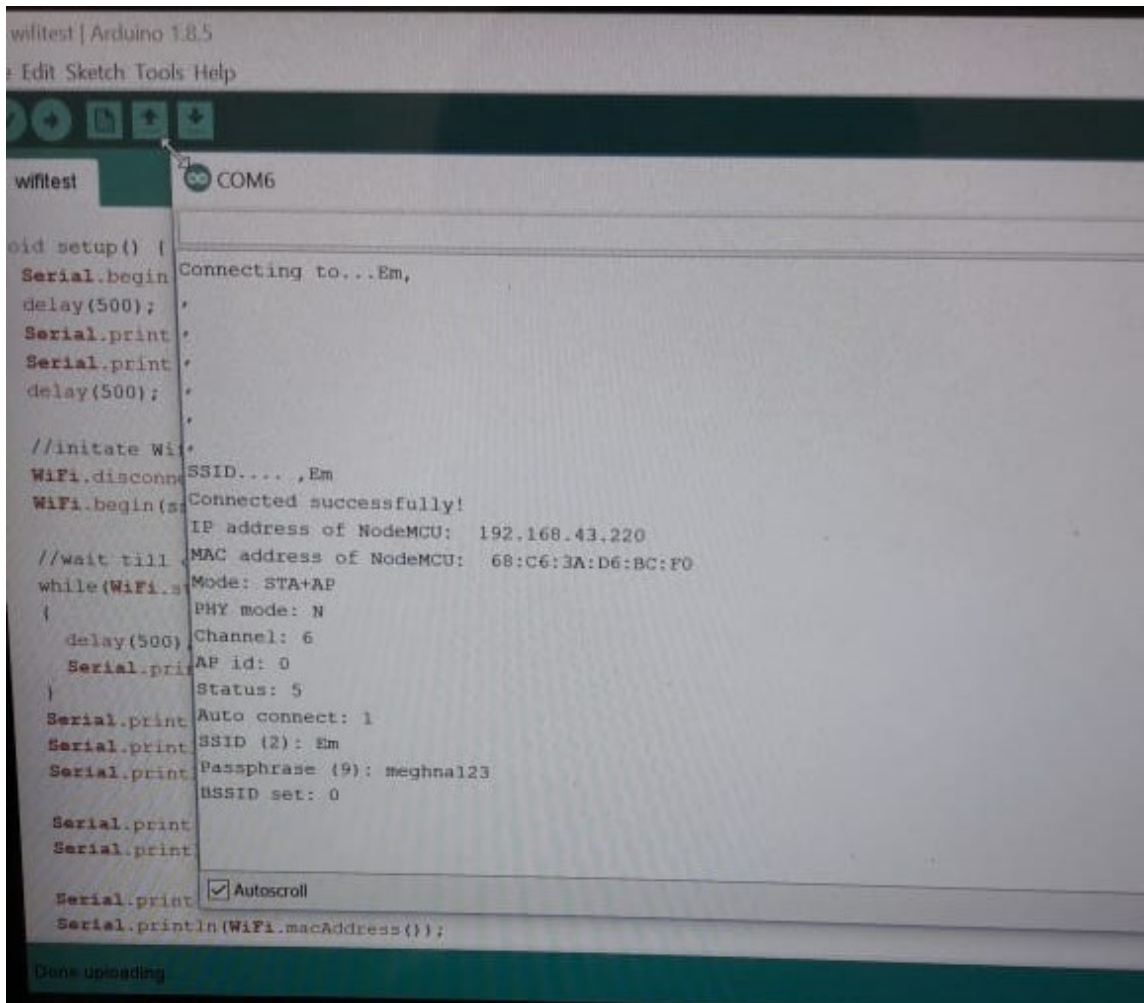 wifitest | Arduino 1.8.5
Edit Sketch Tools Help
wifitest
COM6
oid setup() {
Serial.begin
delay(500);
Serial.print
Serial.print
delay(500);
//initate Wi
WiFi.disconn
WiFi.begin(s
//wait till
while(WiFi.s
{
delay(500)
Serial.pri
}
Serial.print
Serial.print
Serial.print
Serial.print
Serial.print
Serial.print
Serial.println(WiFi.macAddress());
Connecting to...Em,
,
,
,
,
,
,
SSID.... ,Em
Connected successfully!
IP address of NodeMCU: 192.168.43.220
MAC address of NodeMCU: 68:C6:3A:D6:BC:F0
Mode: STA+AP
PHY mode: N
Channel: 6
AP id: 0
Status: 5
Auto connect: 1
SSID (2): Em
Passphrase (9): meghna123
BSSID set: 0
Autoscroll
Done uploading